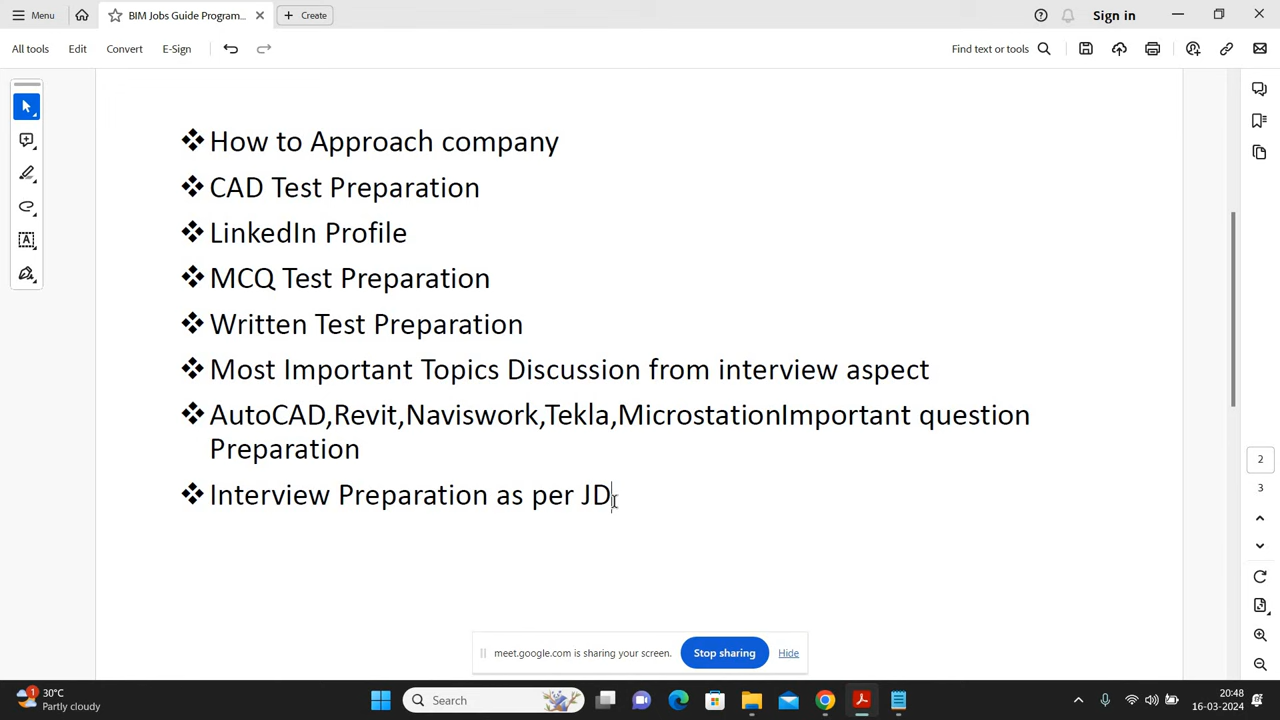 Menu
BIM Jobs Guide Program...
Create
Sign in
All tools
Edit
Convert
E-Sign
Find text or tools
❖How to Approach company
❖CAD Test Preparation
❖LinkedIn Profile
❖MCQ Test Preparation
❖Written Test Preparation
❖Most Important Topics Discussion from interview aspect
❖AutoCAD,Revit,Naviswork,Tekla,MicrostationImportant question
Preparation
❖Interview Preparation as per JD
2
3
meet.google.com is sharing your screen.
Stop sharing
Hide
1
30°C
Partly cloudy
Search
20:48
16-03-2024